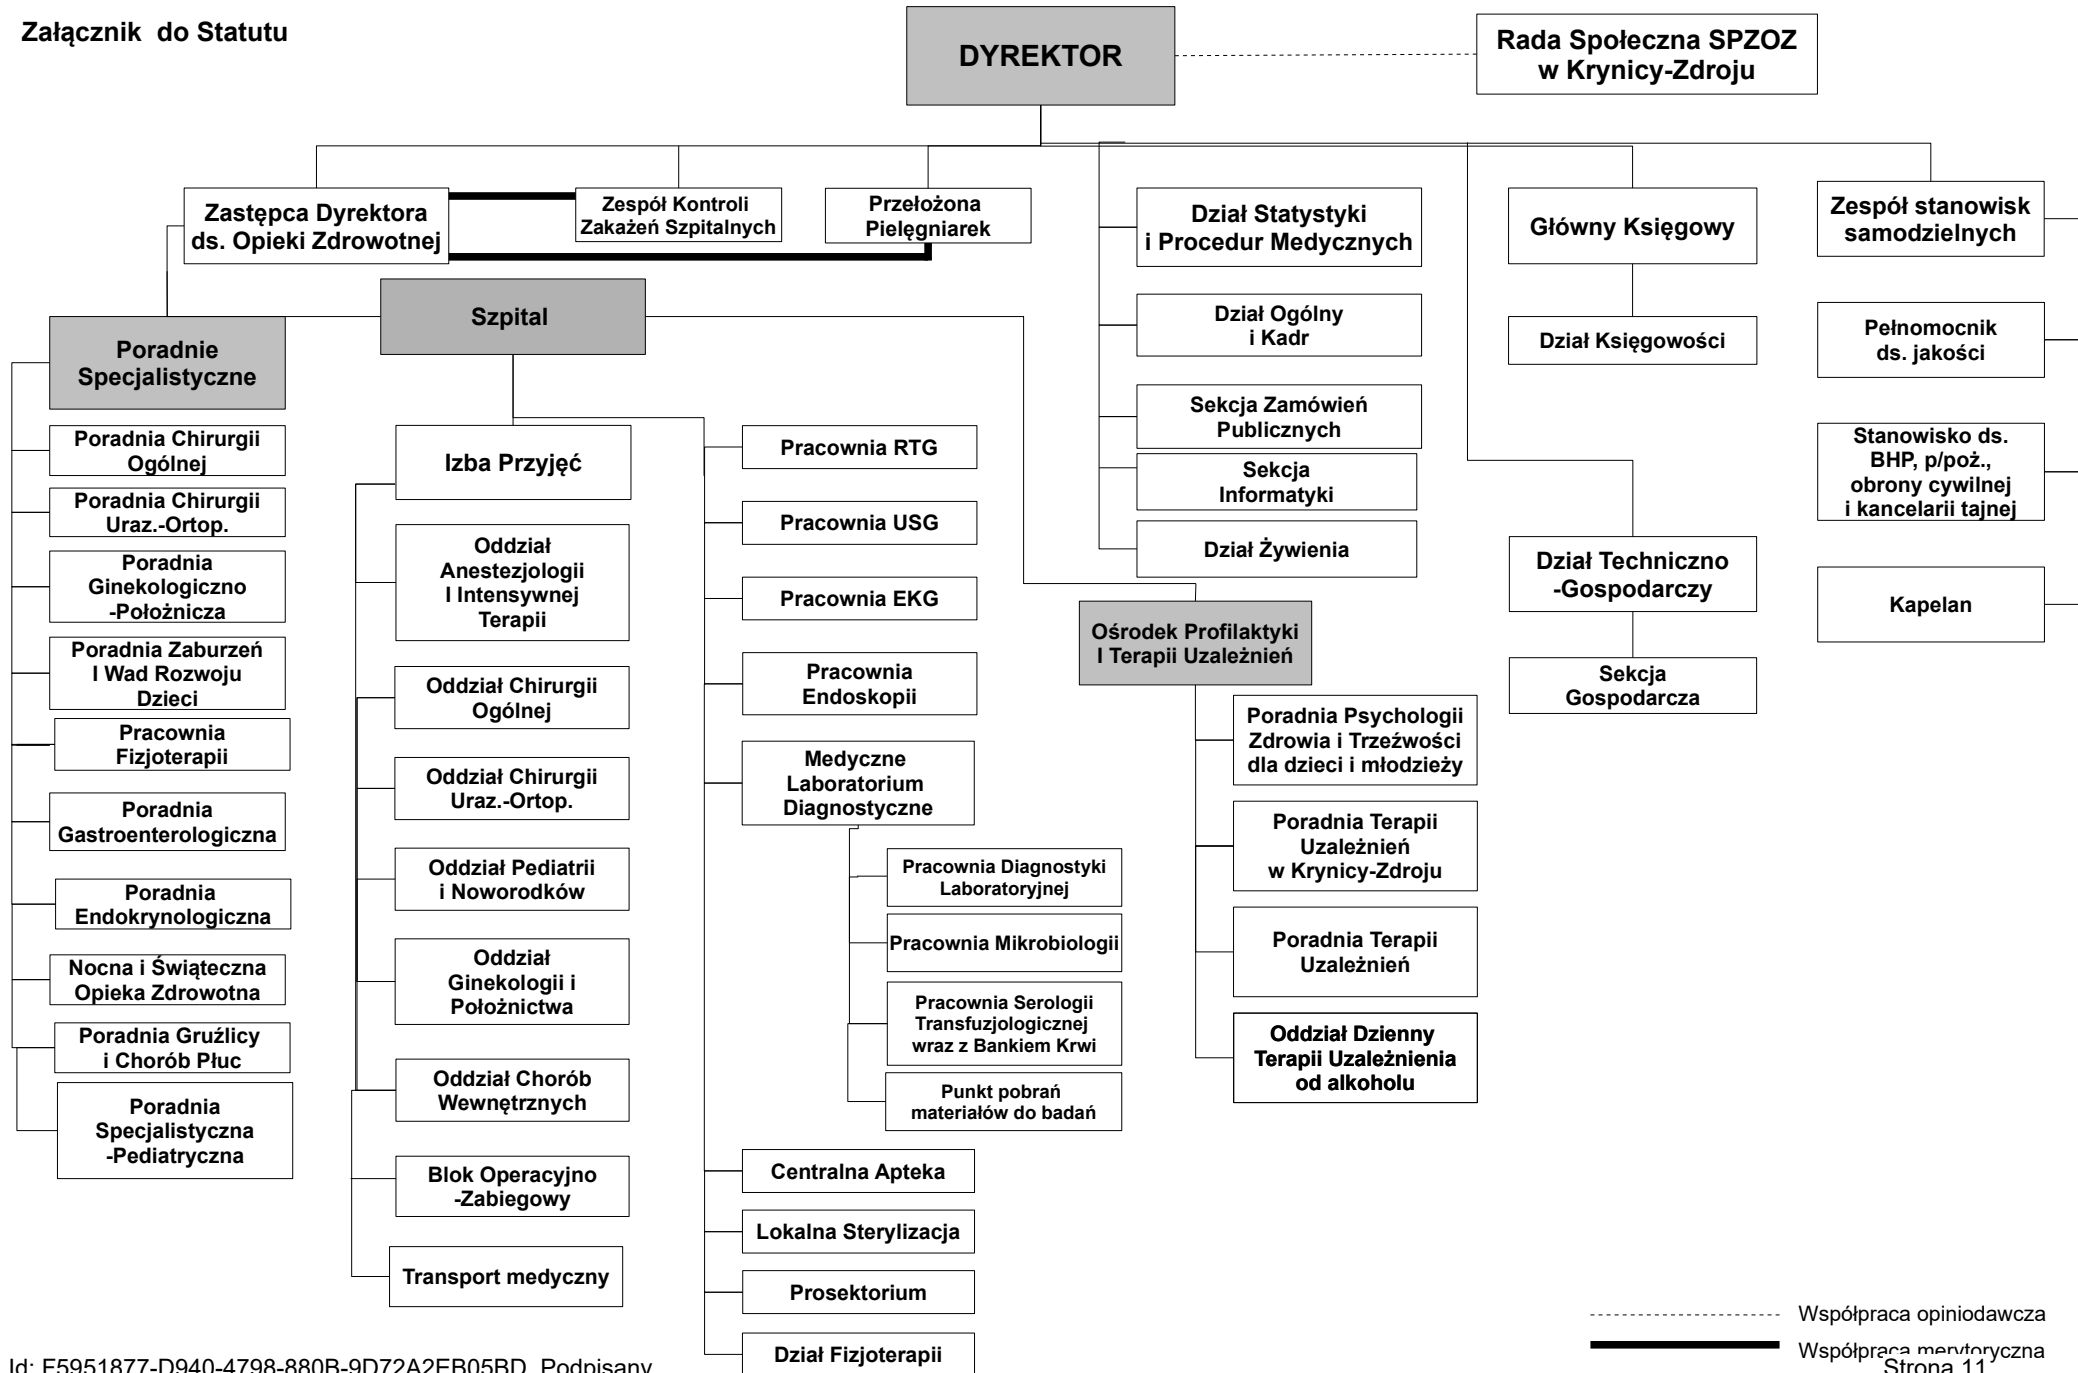 Załącznik  do Statutu
DYREKTOR
Rada Społeczna SPZOZ
w Krynicy-Zdroju
Zastępca Dyrektora
ds. Opieki Zdrowotnej
Zespół Kontroli
Zakażeń Szpitalnych
Przełożona
Pielęgniarek
Dział Statystyki
i Procedur Medycznych
Główny Księgowy
Zespół stanowisk
samodzielnych
Szpital
Poradnie
Specjalistyczne
Dział Ogólny
i Kadr
Dział Księgowości
Pełnomocnik
ds. jakości
Poradnia Chirurgii
Ogólnej
Poradnia Chirurgii
Uraz.-Ortop.
Poradnia
Ginekologiczno
-Położnicza
Poradnia Zaburzeń
I Wad Rozwoju
Dzieci
Pracownia
Fizjoterapii
Poradnia
Gastroenterologiczna
Poradnia
Endokrynologiczna
Nocna i Świąteczna
Opieka Zdrowotna
Poradnia Gruźlicy
i Chorób Płuc
Poradnia
Specjalistyczna
-Pediatryczna
Izba Przyjęć
Oddział
Anestezjologii
I Intensywnej
Terapii
Oddział Chirurgii
Ogólnej
Oddział Chirurgii
Uraz.-Ortop.
Oddział Pediatrii
i Noworodków
Oddział
Ginekologii i
Położnictwa
Oddział Chorób
Wewnętrznych
Blok Operacyjno
-Zabiegowy
Transport medyczny
Pracownia RTG
Pracownia USG
Pracownia EKG
Pracownia
Endoskopii
Medyczne
Laboratorium
Diagnostyczne
Pracownia Diagnostyki
Laboratoryjnej
Pracownia Mikrobiologii
Pracownia Serologii
Transfuzjologicznej
wraz z Bankiem Krwi
Punkt pobrań
materiałów do badań
Centralna Apteka
Lokalna Sterylizacja
Prosektorium
Dział Fizjoterapii
Sekcja Zamówień
Publicznych
Sekcja
Informatyki
Dział Żywienia
Ośrodek Profilaktyki
I Terapii Uzależnień
Poradnia Psychologii
Zdrowia i Trzeźwości
dla dzieci i młodzieży
Poradnia Terapii
Uzależnień
w Krynicy-Zdroju
Poradnia Terapii
Uzależnień
Oddział Dzienny
Terapii Uzależnienia
od alkoholu
Dział Techniczno
-Gospodarczy
Sekcja
Gospodarcza
Stanowisko ds.
BHP, p/poż.,
obrony cywilnej
i kancelarii tajnej
Kapelan
Współpraca opiniodawcza
Współpraca merytoryczna
Id: F5951877-D940-4798-880B-9D72A2EB05BD. Podpisany
Strona 11